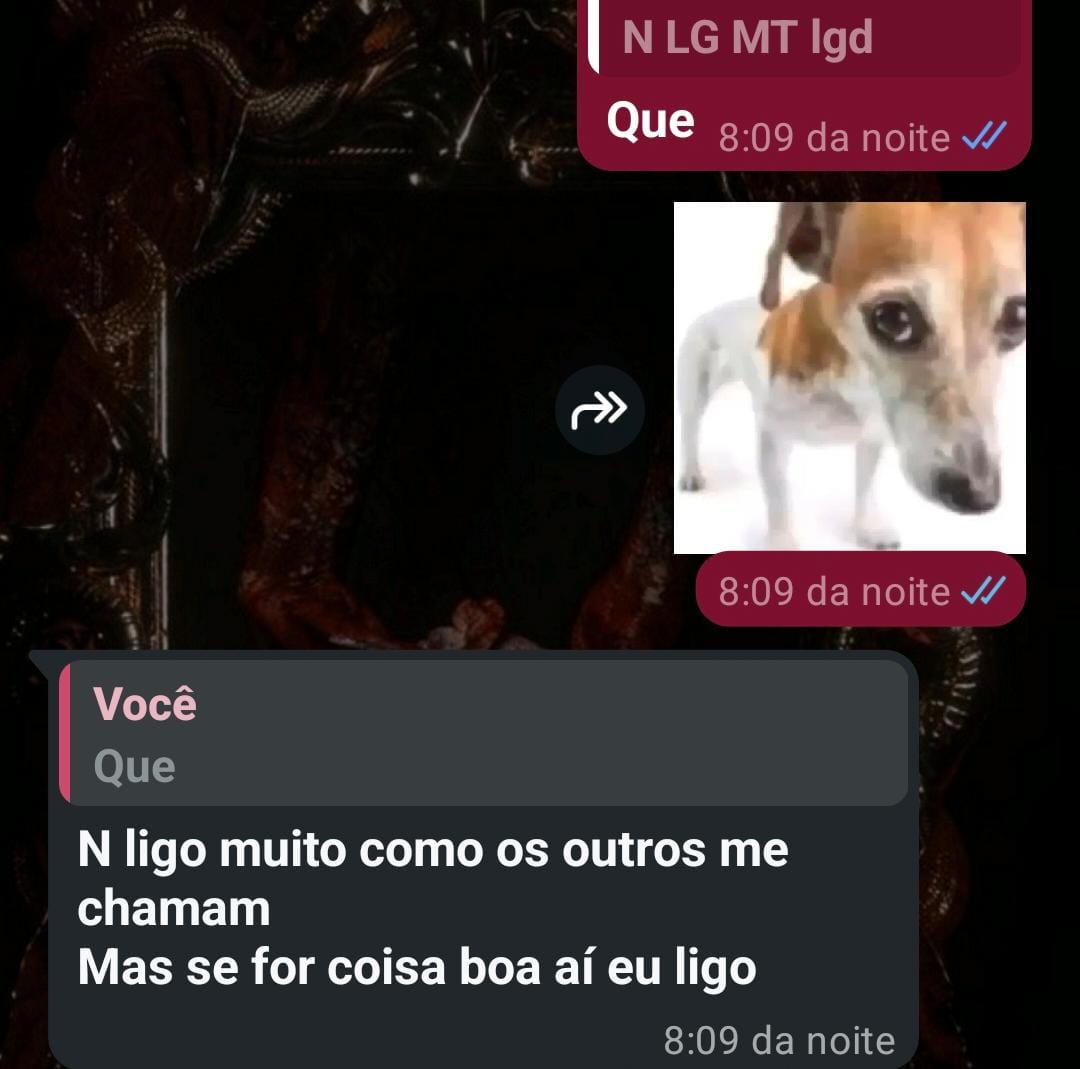 N LG MT lgd
Que 8:09 da noite
8:09 da noite
Você
Que
N ligo muito como os outros me
chamam
Mas se for coisa boa aí eu ligo
8:09 da noite